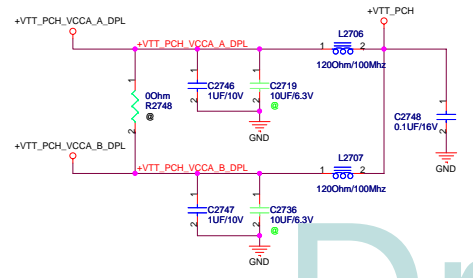 +VTT_PCH
+VTT_PCH_VCCA_A_DPL
+VTT_PCH_VCCA_A_DPL
1 L2706 2
120Ohm/100Mhz
1
0Ohm
R2748
@
2
1
C2746
1UF/10V
2
1
C2719
10UF/6.3V
@
2
GND
1
C2748
0.1UF/16V
2
GND
+VTT_PCH_VCCA_B_DPL
+VTT_PCH_VCCA_B_DPL
1 L2707 2
120Ohm/100Mhz
1
C2747
1UF/10V
2
1
C2736
10UF/6.3V
@
2
GND